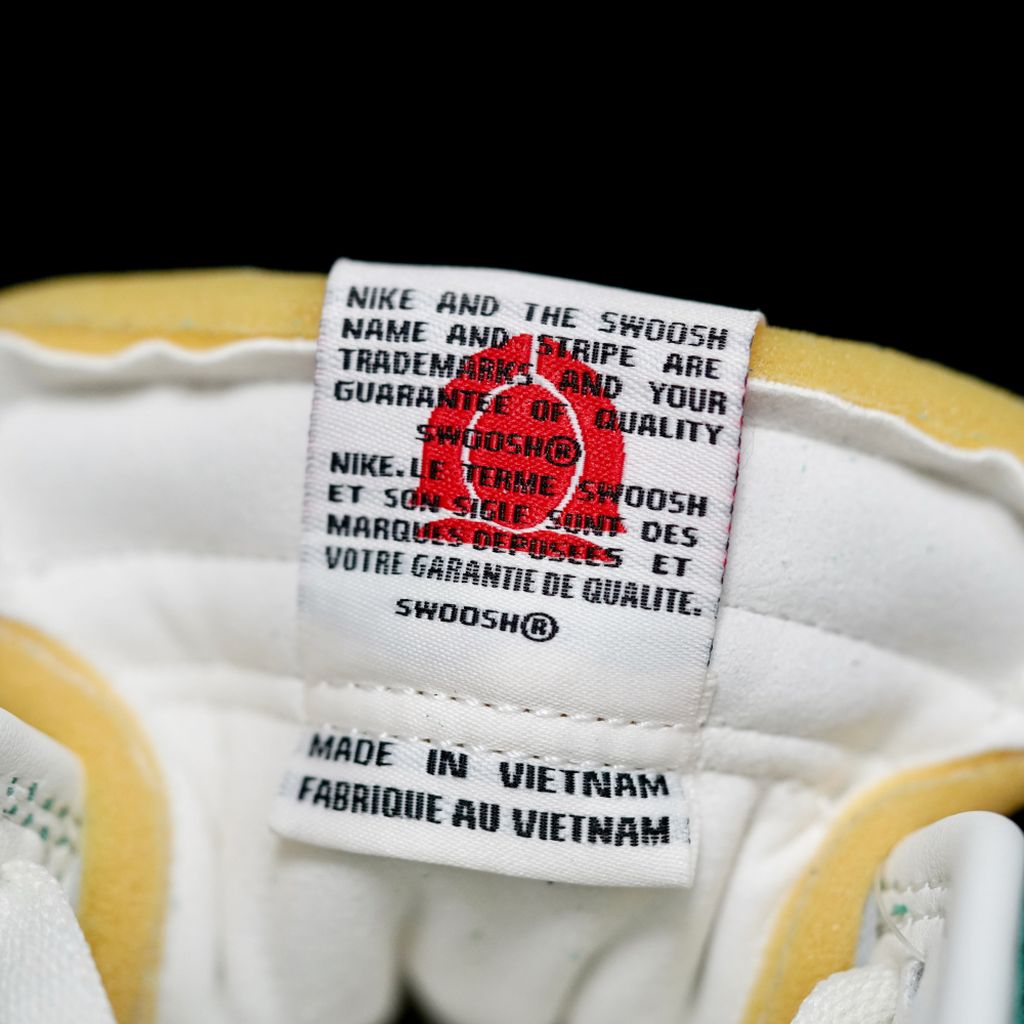 NIKE AND THE SWOOSH
NAME AND STRIPE ARE
TRADEMARKS AND YOUR
GUARANTEE OF QUALITY
SWOOSH®
NIKE.LE TERME SWOOSH
ET SON SIGLE SONT DES
MARQUES DEPOSEES ET
VOTRE GARANTIE DE QUALITE.
SWOOSH®
MADE IN VIETNAM
FABRIQUE AU VIETNAM